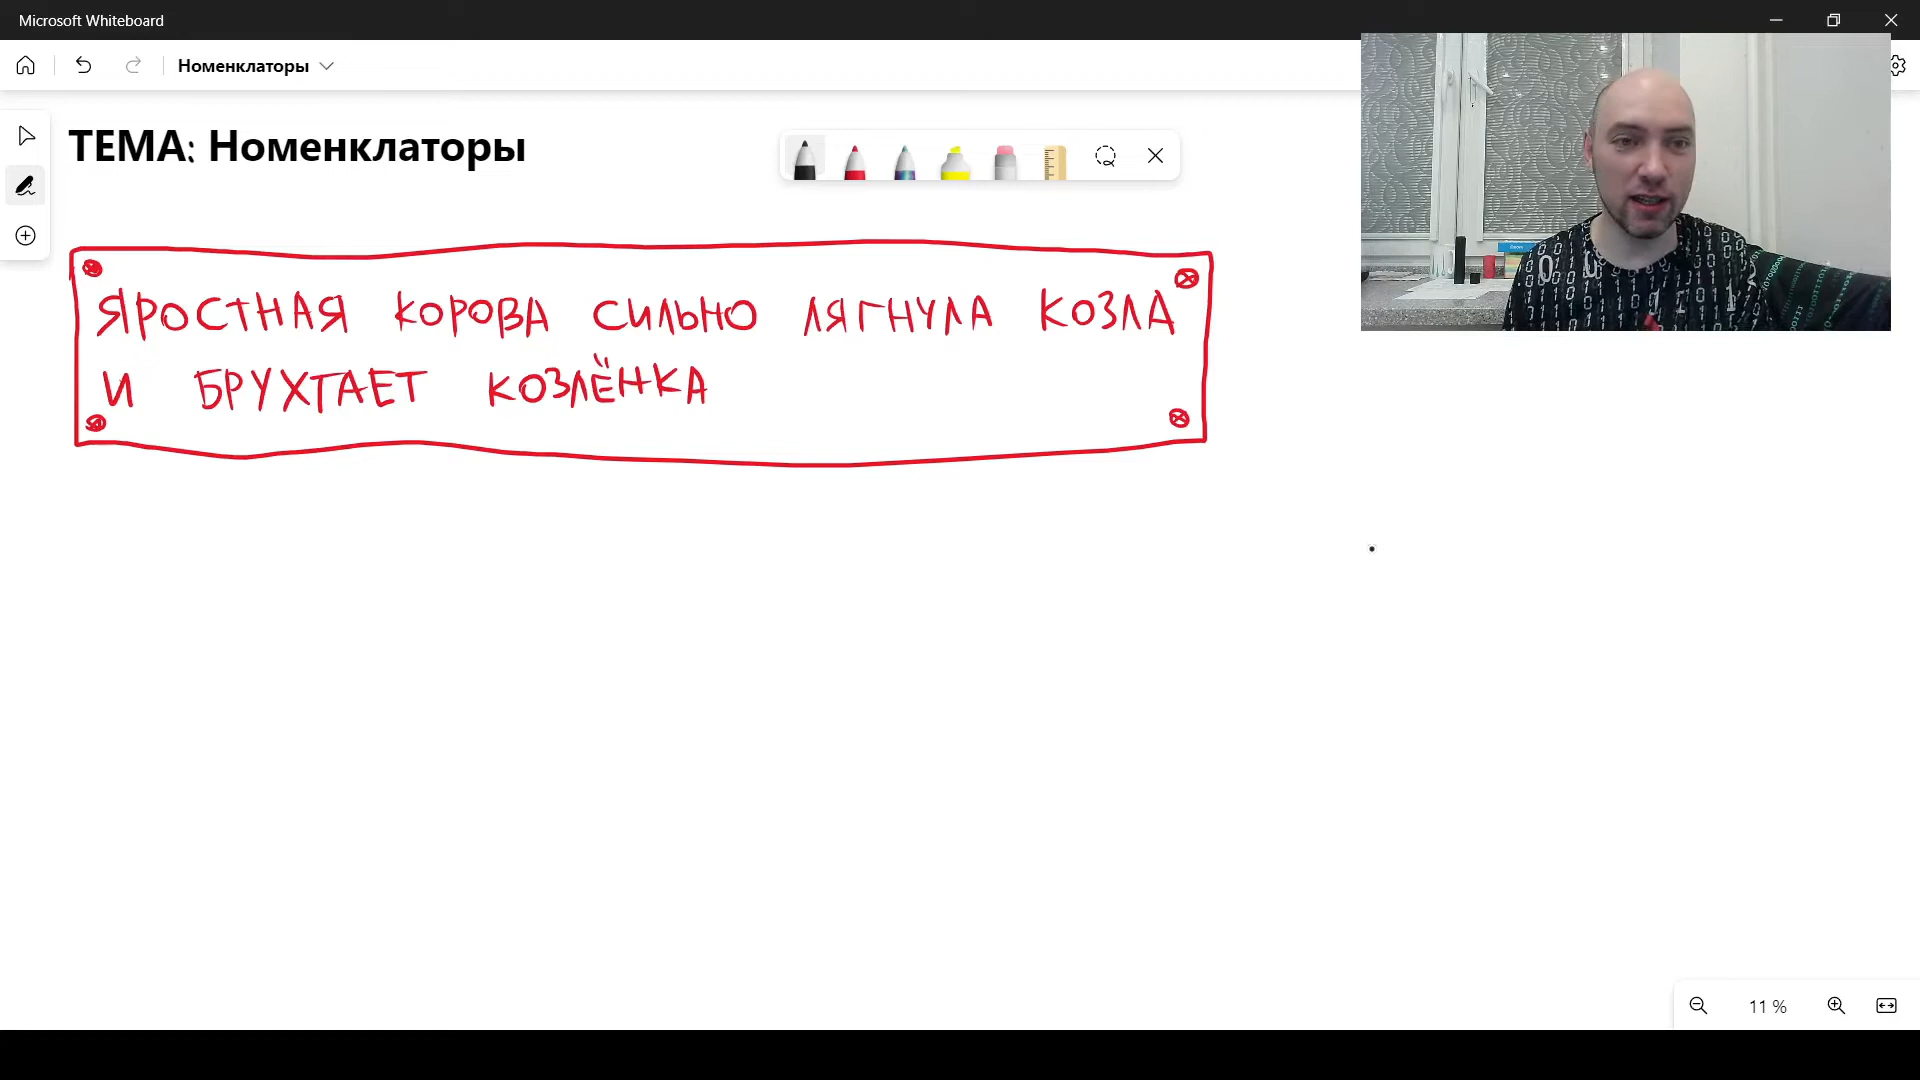 Microsoft Whiteboard
Номенклаторы
ТЕМА: Номенклаторы
ЯРОСТНАЯ КОРОВА СИЛЬНО ЛЯГНУЛА КОЗЛА
И БРУХТАЕТ КОЗЛЁНКА
11 %